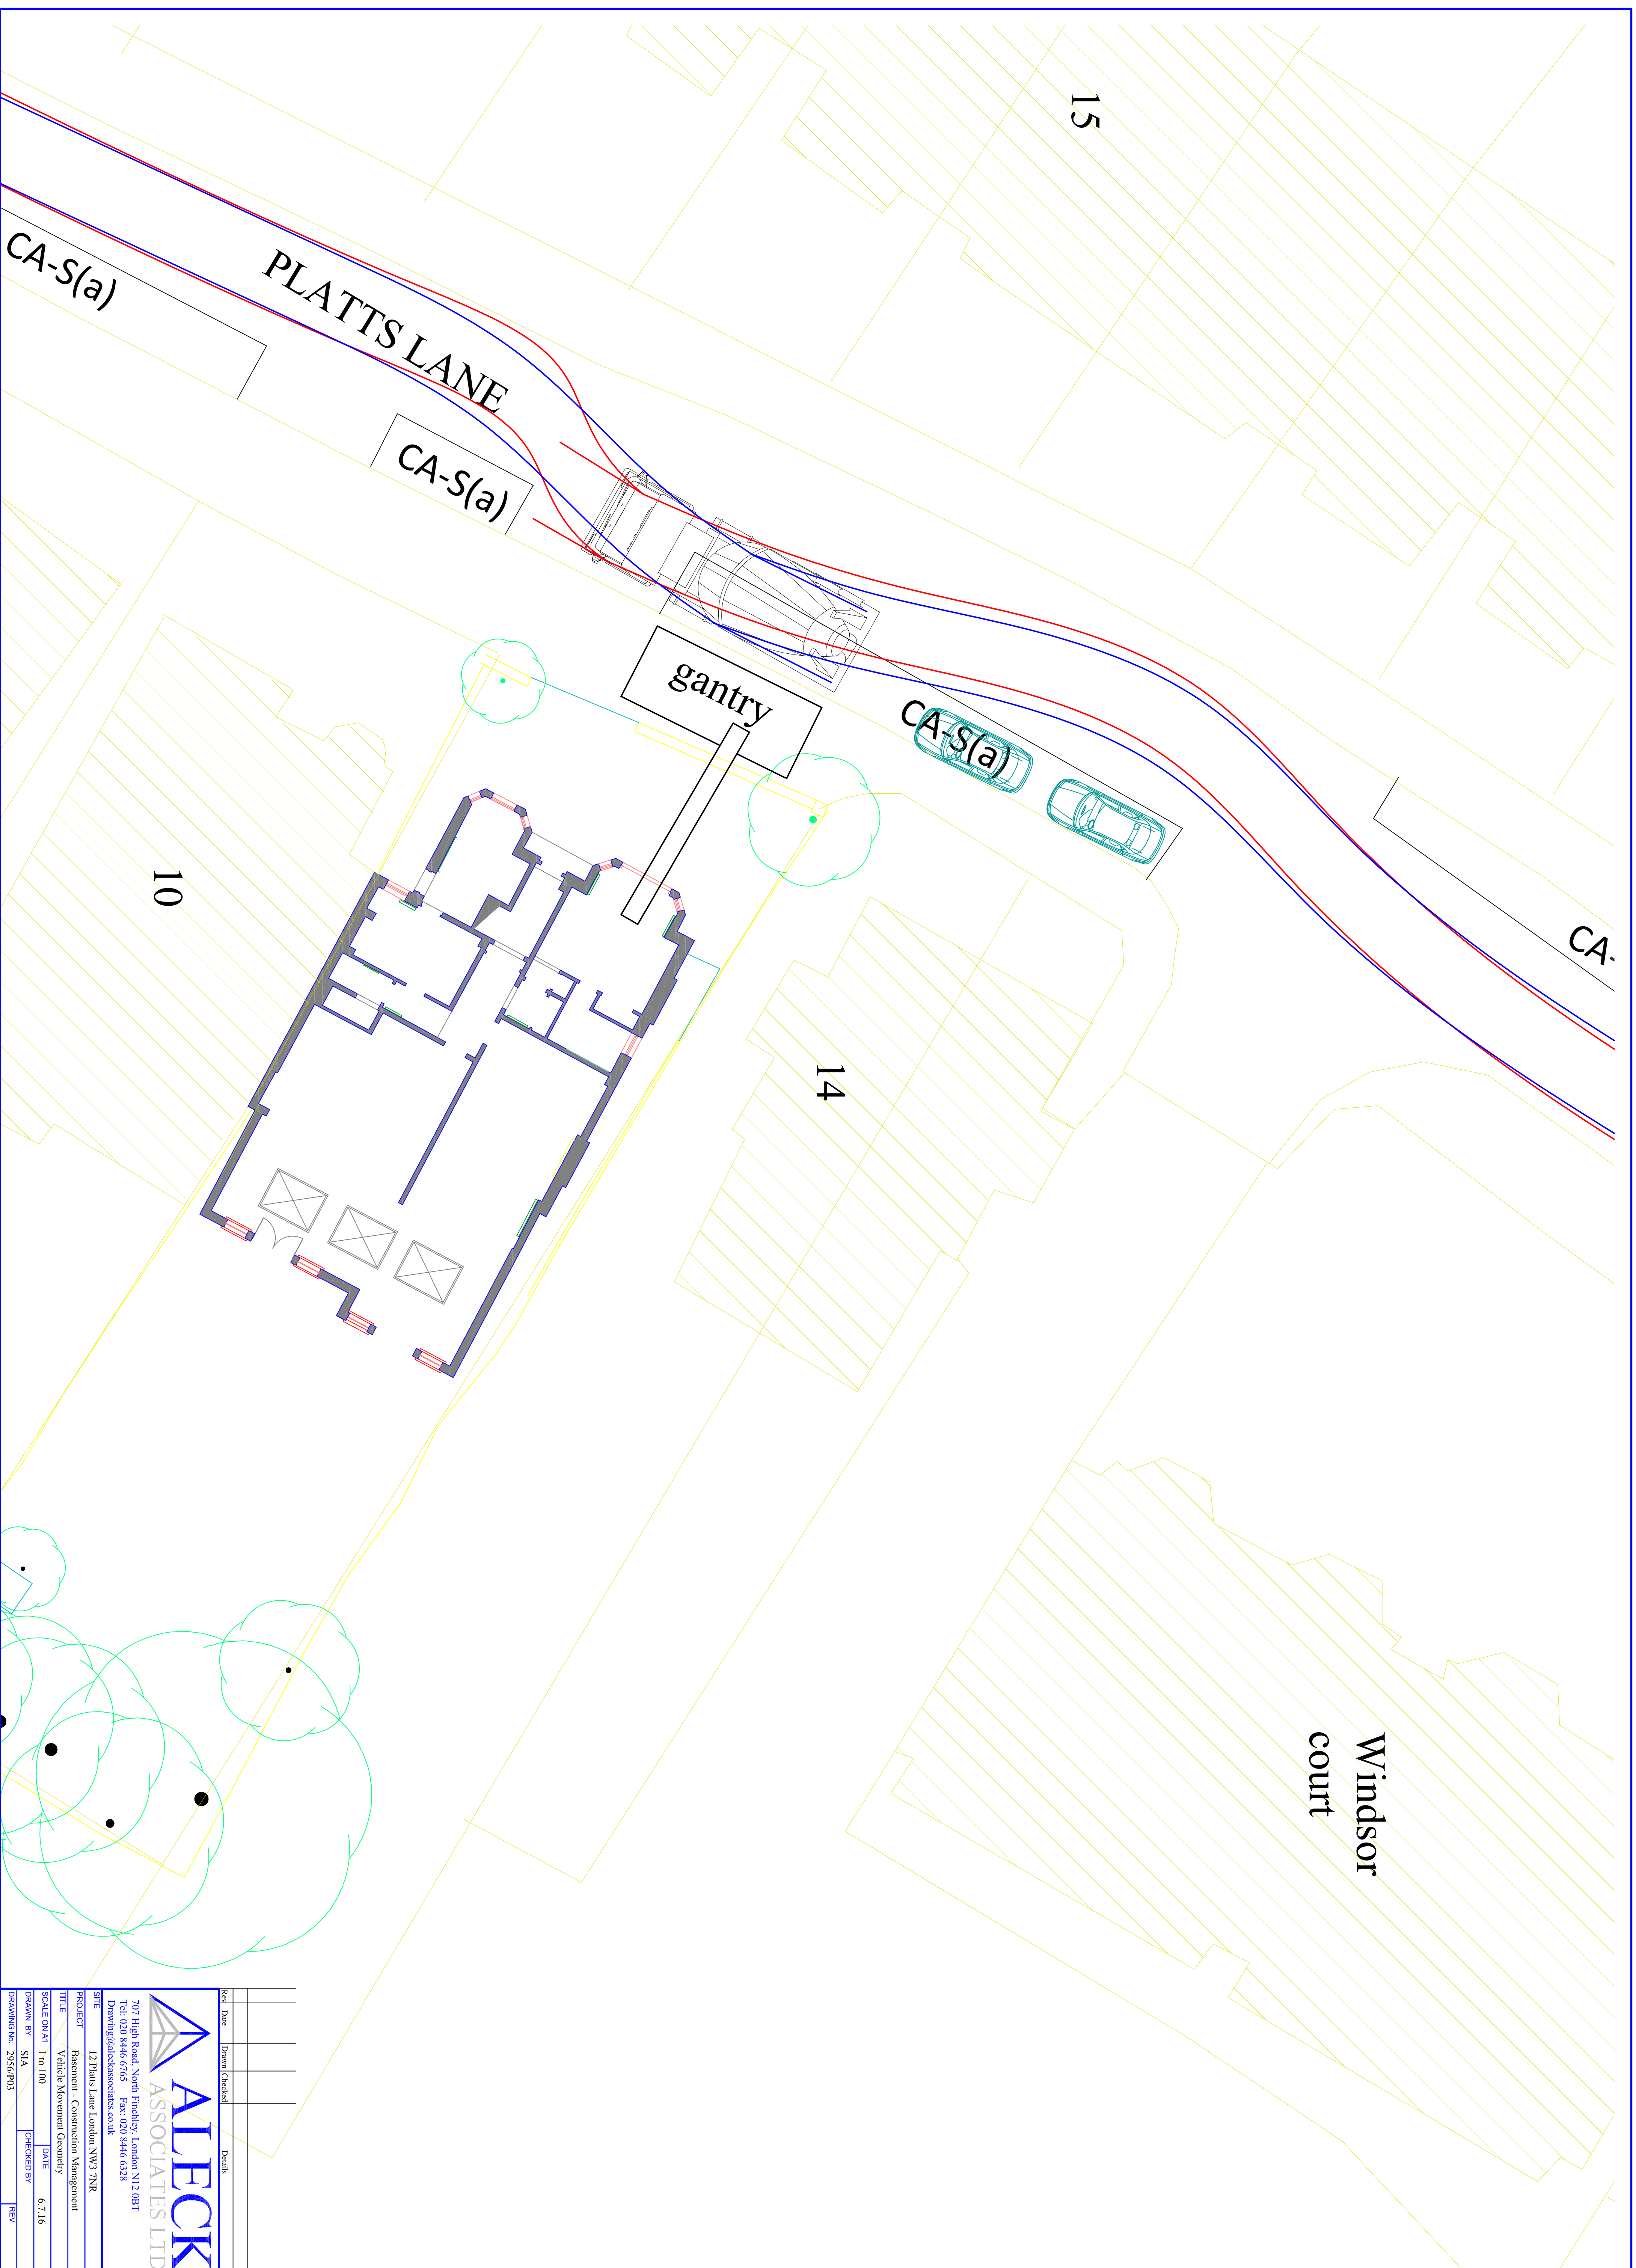 15
PLATTS LANE
CA-S(a)
CA-S(a)
gantry
CA-S(a)
CA-
10
14
Windsor
court
Rev Date Drawn Checked Details
ALECK
ASSOCIATES LTD
707 High Road, North Finchley, London N12 0BT
Tel: 020 8446 6765 Fax: 020 8446 6328
Drawing@aleckassociates.co.uk
SITE 12 Platts Lane London NW3 7NR
PROJECT Basement - Construction Management
TITLE Vehicle Movement Geometry
SCALE ON A1 1 to 100 DATE 6.7.16
DRAWN BY SIA CHECKED BY
DRAWING No. 2956/P03 REV